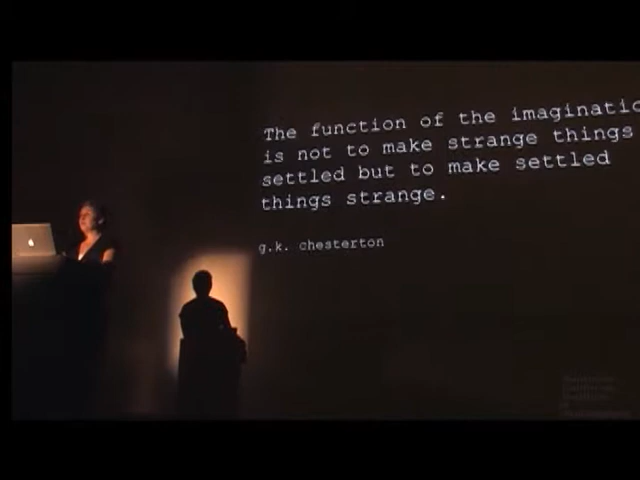 The function of the imaginatio
is not to make strange things
settled but to make settled
things strange.
g.k. chesterton